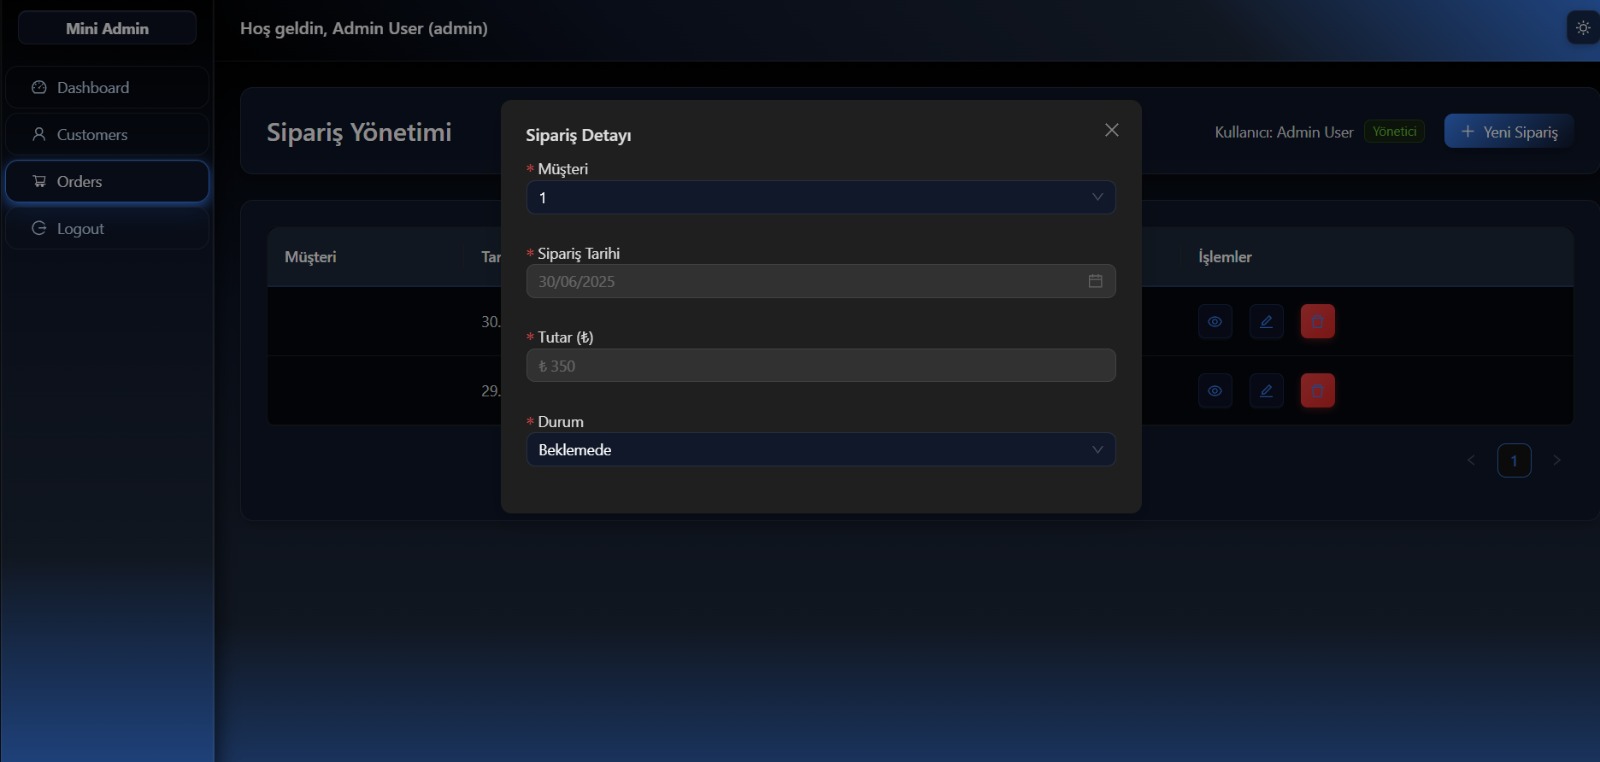 Mini Admin
Hoş geldin, Admin User (admin)
Dashboard
Customers
Orders
Logout
Sipariş Yönetimi
Kullanıcı: Admin User
Yönetici
+ Yeni Sipariş
Sipariş Detayı
* Müşteri
1
* Sipariş Tarihi
30/06/2025
* Tutar (₺)
₺ 350
* Durum
Beklemede
Müşteri
Tar
İşlemler
30.
29.
1